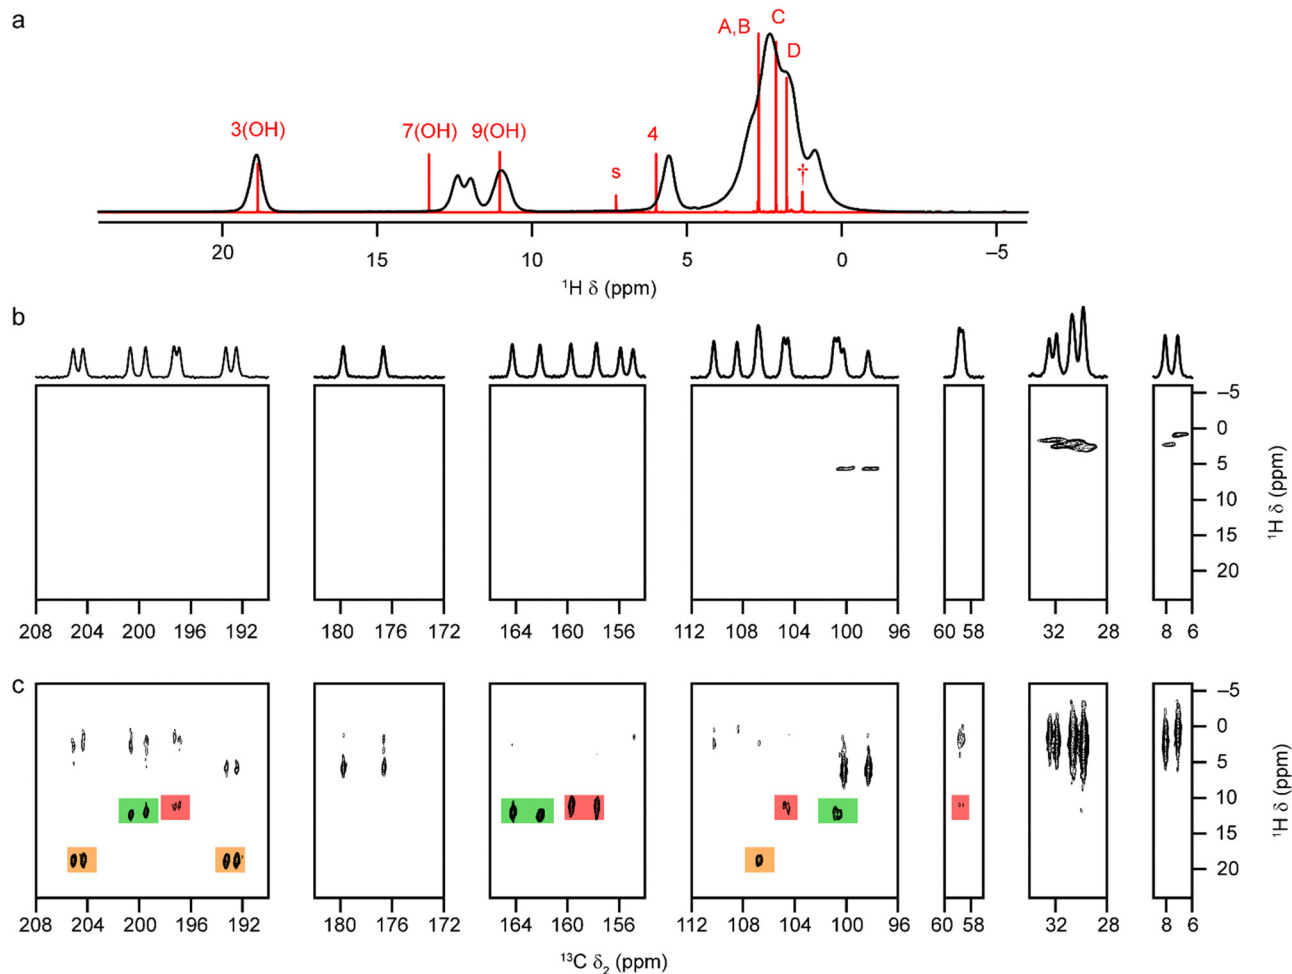 a
A,B
C
D
3(OH)
7(OH)
9(OH)
s
4
†
20
15
10
5
0
–5
¹H δ (ppm)
b
–5
0
5
10
15
20
¹H δ (ppm)
208 204 200 196 192
180 176 172
164 160 156
112 108 104 100 96
60 58
32 28
8 6
c
–5
0
5
10
15
20
¹H δ (ppm)
208 204 200 196 192
180 176 172
164 160 156
112 108 104 100 96
60 58
32 28
8 6
¹³C δ₂ (ppm)